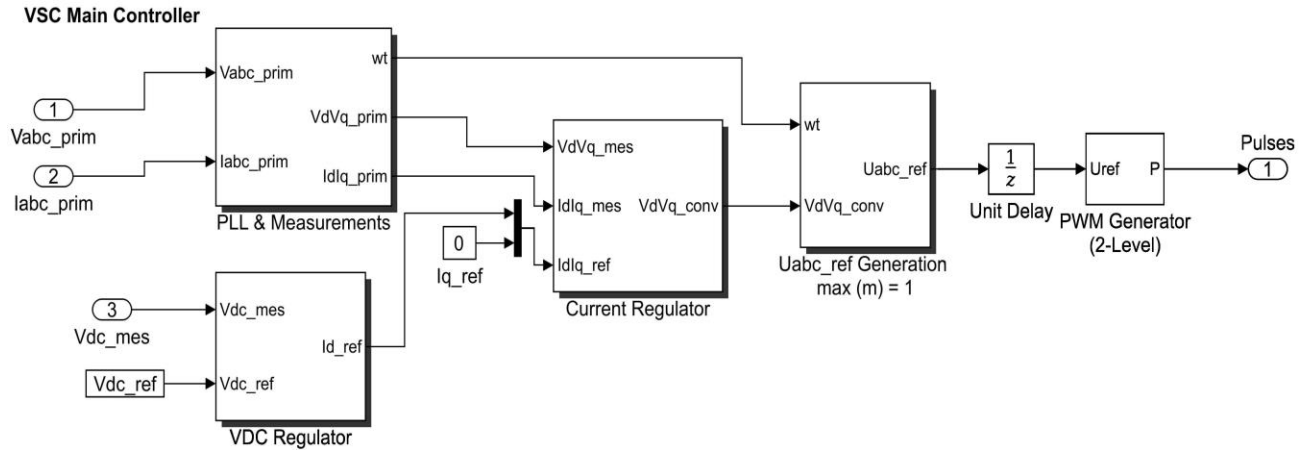 VSC Main Controller
1
Vabc_prim
2
Iabc_prim
Vabc_prim
Iabc_prim
wt
VdVq_prim
IdIq_prim
PLL & Measurements
3
Vdc_mes
Vdc_ref
Vdc_mes
Vdc_ref
Id_ref
VDC Regulator
0
Iq_ref
VdVq_mes
IdIq_mes
IdIq_ref
VdVq_conv
Current Regulator
wt
VdVq_conv
Uabc_ref
Uabc_ref Generation
max (m) = 1
1
z
Unit Delay
Uref
P
PWM Generator
(2-Level)
Pulses
1